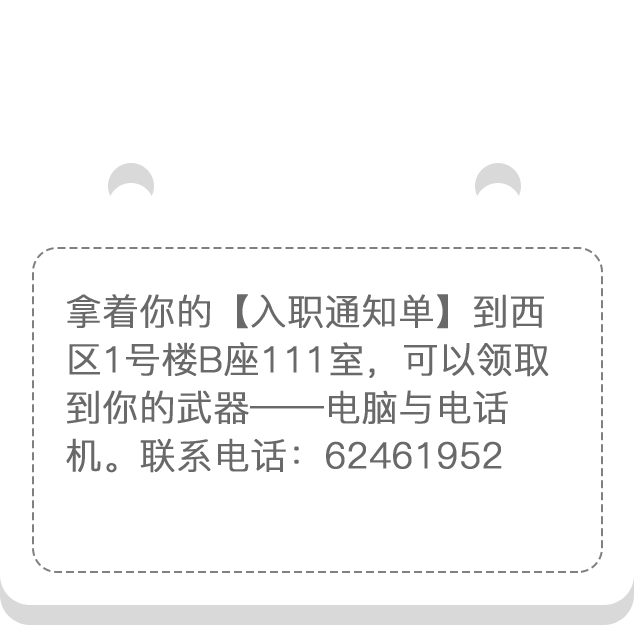 拿着你的【入职通知单】到西
区1号楼B座111室，可以领取
到你的武器——电脑与电话
机。联系电话：62461952